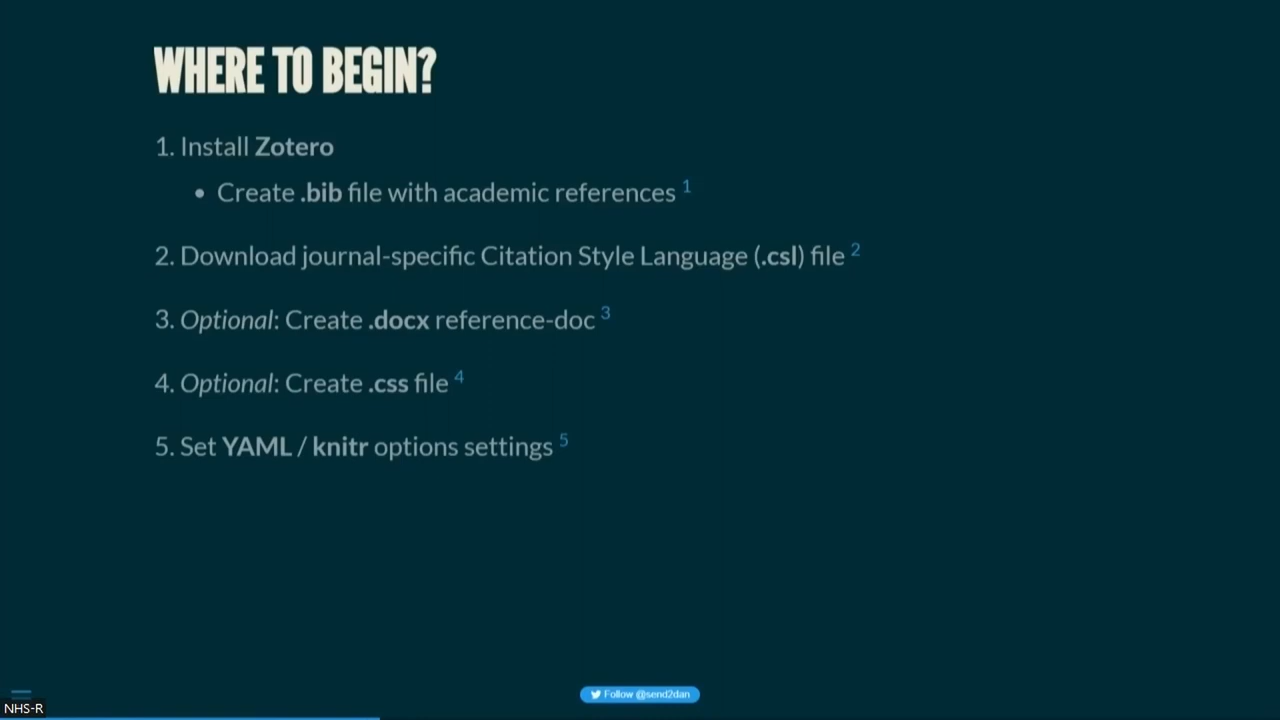 WHERE TO BEGIN?
1. Install Zotero
• Create .bib file with academic references 1
2. Download journal-specific Citation Style Language (.csl) file 2
3. Optional: Create .docx reference-doc 3
4. Optional: Create .css file 4
5. Set YAML / knitr options settings 5
Follow @send2dan
NHS-R